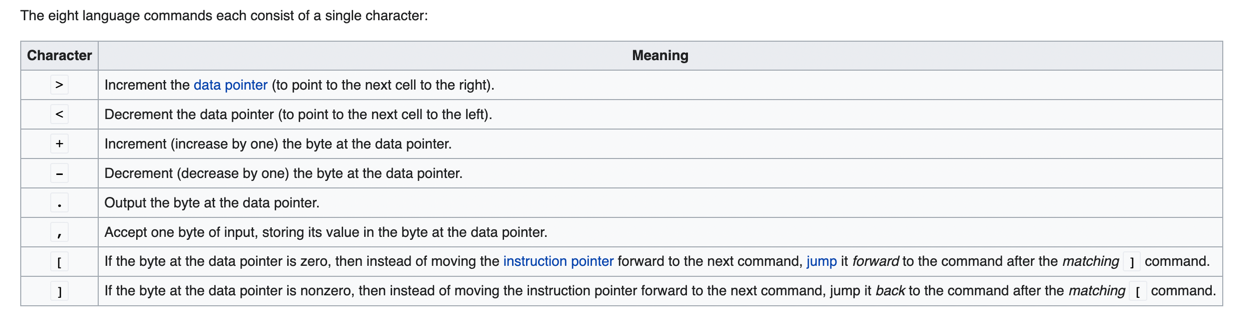 The eight language commands each consist of a single character:
Character Meaning
> Increment the data pointer (to point to the next cell to the right).
< Decrement the data pointer (to point to the next cell to the left).
+ Increment (increase by one) the byte at the data pointer.
- Decrement (decrease by one) the byte at the data pointer.
. Output the byte at the data pointer.
, Accept one byte of input, storing its value in the byte at the data pointer.
[ If the byte at the data pointer is zero, then instead of moving the instruction pointer forward to the next command, jump it forward to the command after the matching ] command.
] If the byte at the data pointer is nonzero, then instead of moving the instruction pointer forward to the next command, jump it back to the command after the matching [ command.